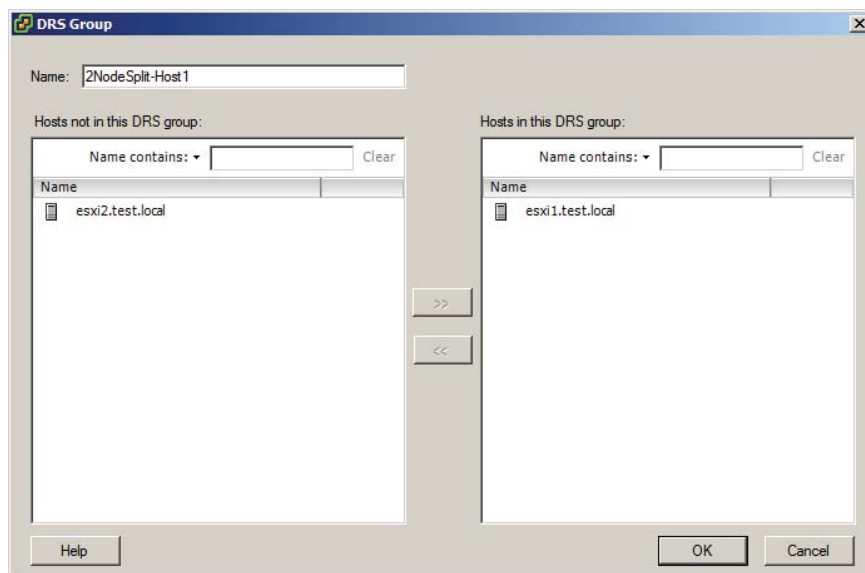 DRS Group
Name: 2NodeSplit-Host1
Hosts not in this DRS group:
Name contains: Clear
Name
esxi2.test.local
>>
<<
Hosts in this DRS group:
Name contains: Clear
Name
esxi1.test.local
Help
OK
Cancel